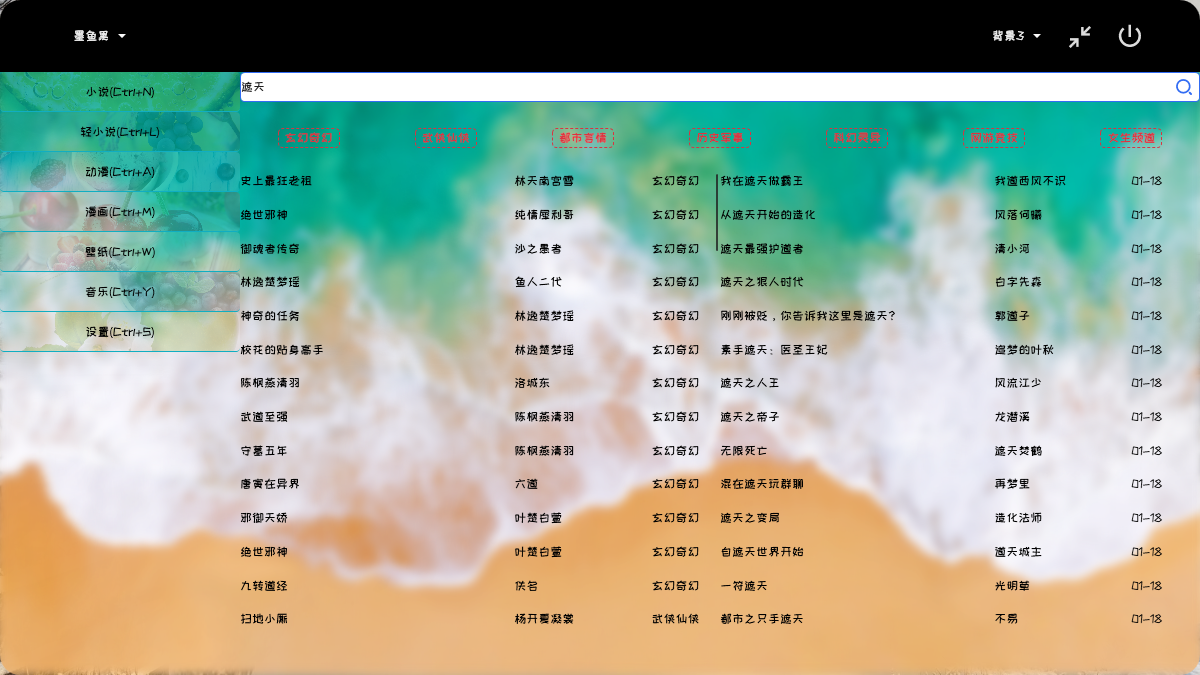 墨鱼黑
背景3
小说(Ctrl+N)
轻小说(Ctrl+L)
动漫(Ctrl+A)
漫画(Ctrl+M)
壁纸(Ctrl+W)
音乐(Ctrl+Y)
设置(Ctrl+S)
遮天
玄幻奇幻 武侠仙侠 都市言情 历史军事 科幻灵异 网游竞技 女生频道
史上最狂老祖 林天南宫雪 玄幻奇幻 我在遮天做霸王 我道西风不识 01-18
绝世邪神 纯情犀利哥 玄幻奇幻 从遮天开始的造化 风落何曦 01-18
御魂者传奇 沙之愚者 玄幻奇幻 遮天最强护道者 清小河 01-18
林逸楚梦瑶 鱼人二代 玄幻奇幻 遮天之狠人时代 白字先森 01-18
神奇的任务 林逸楚梦瑶 玄幻奇幻 刚刚被贬，你告诉我这里是遮天？ 郭道子 01-18
校花的贴身高手 林逸楚梦瑶 玄幻奇幻 素手遮天：医圣王妃 造梦的叶秋 01-18
陈枫燕清羽 洛城东 玄幻奇幻 遮天之人王 风流江少 01-18
武道至强 陈枫燕清羽 玄幻奇幻 遮天之帝子 龙潜溪 01-18
守墓五年 陈枫燕清羽 玄幻奇幻 无限死亡 遮天焚鹤 01-18
唐寅在异界 六道 玄幻奇幻 混在遮天玩群聊 再梦里 01-18
邪御天娇 叶楚白萱 玄幻奇幻 遮天之变局 造化法师 01-18
绝世邪神 叶楚白萱 玄幻奇幻 自遮天世界开始 道天城主 01-18
九转道经 佚名 玄幻奇幻 一符遮天 光明草 01-18
扫地小厮 杨开夏凝裳 武侠仙侠 都市之只手遮天 不易 01-18